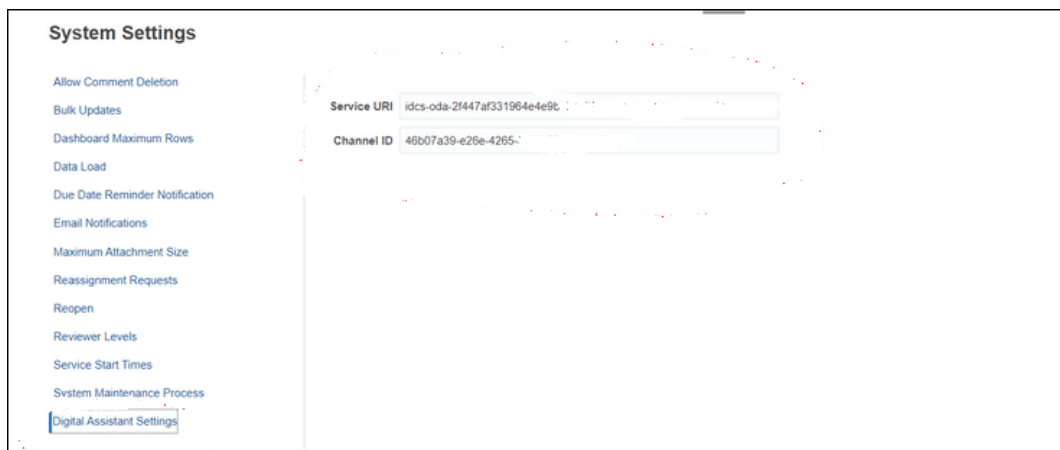 System Settings
Allow Comment Deletion
Bulk Updates
Dashboard Maximum Rows
Data Load
Due Date Reminder Notification
Email Notifications
Maximum Attachment Size
Reassignment Requests
Reopen
Reviewer Levels
Service Start Times
System Maintenance Process
Digital Assistant Settings
Service URI idcs-oda-2f447af331964e4e9b
Channel ID 46b07a39-e26e-4265-